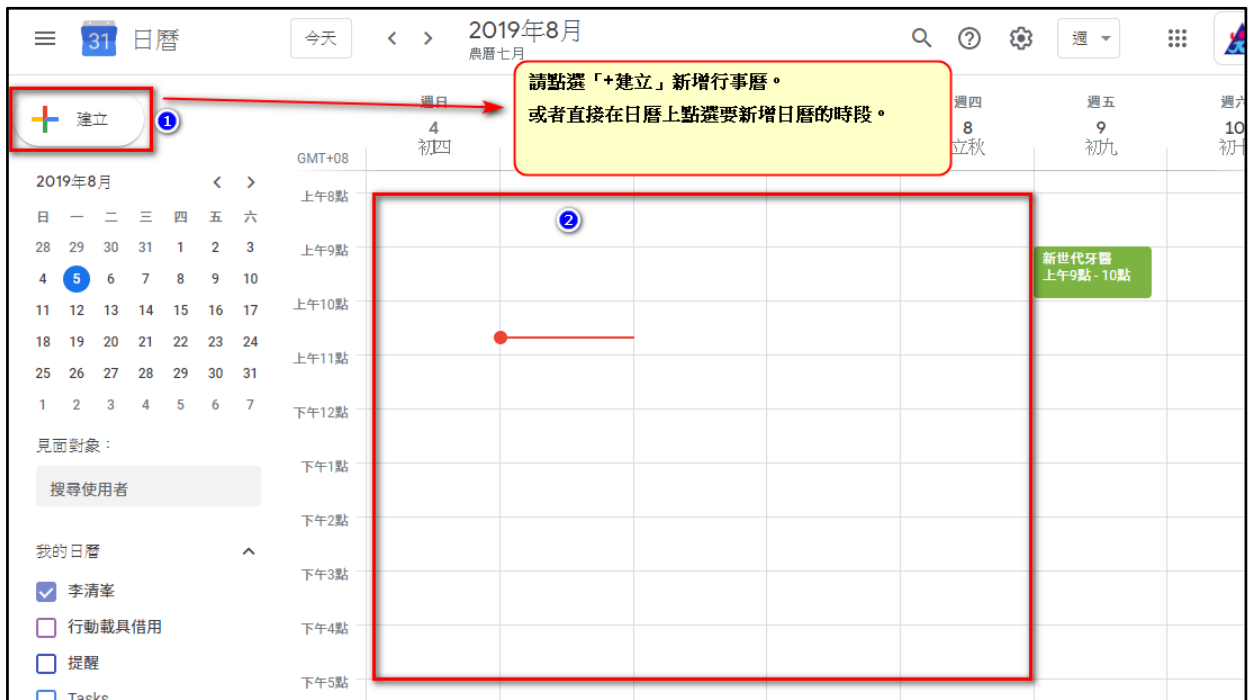 31 日曆
今天
2019年8月
農曆七月
週
建立
1
請點選「+建立」新增行事曆。
或者直接在日曆上點選要新增日曆的時段。
週日
4
初四
週四
8
立秋
週五
9
初九
週六
10
初十
GMT+08
2019年8月
日 一 二 三 四 五 六
28 29 30 31 1 2 3
4 5 6 7 8 9 10
11 12 13 14 15 16 17
18 19 20 21 22 23 24
25 26 27 28 29 30 31
1 2 3 4 5 6 7
見面對象：
搜尋使用者
我的日曆
李清峯
行動載具借用
提醒
Tasks
上午8點
2
上午9點
新世代牙醫
上午9點 - 10點
上午10點
上午11點
下午12點
下午1點
下午2點
下午3點
下午4點
下午5點